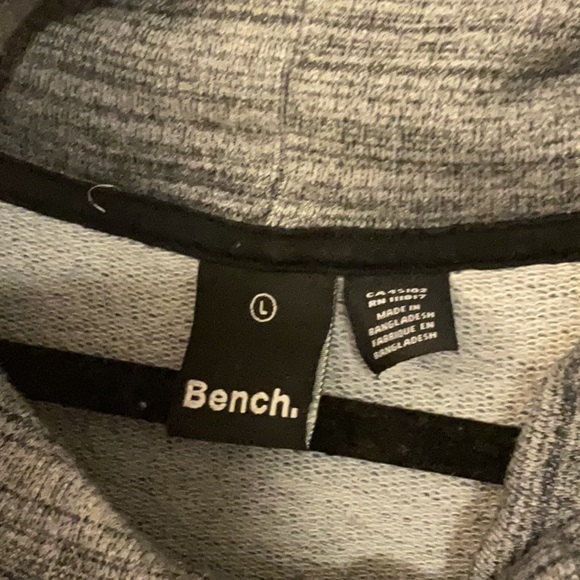 L
Bench.
CA 45102
RN 111017
MADE IN
BANGLADESH
FABRIQUE EN
BANGLADESH